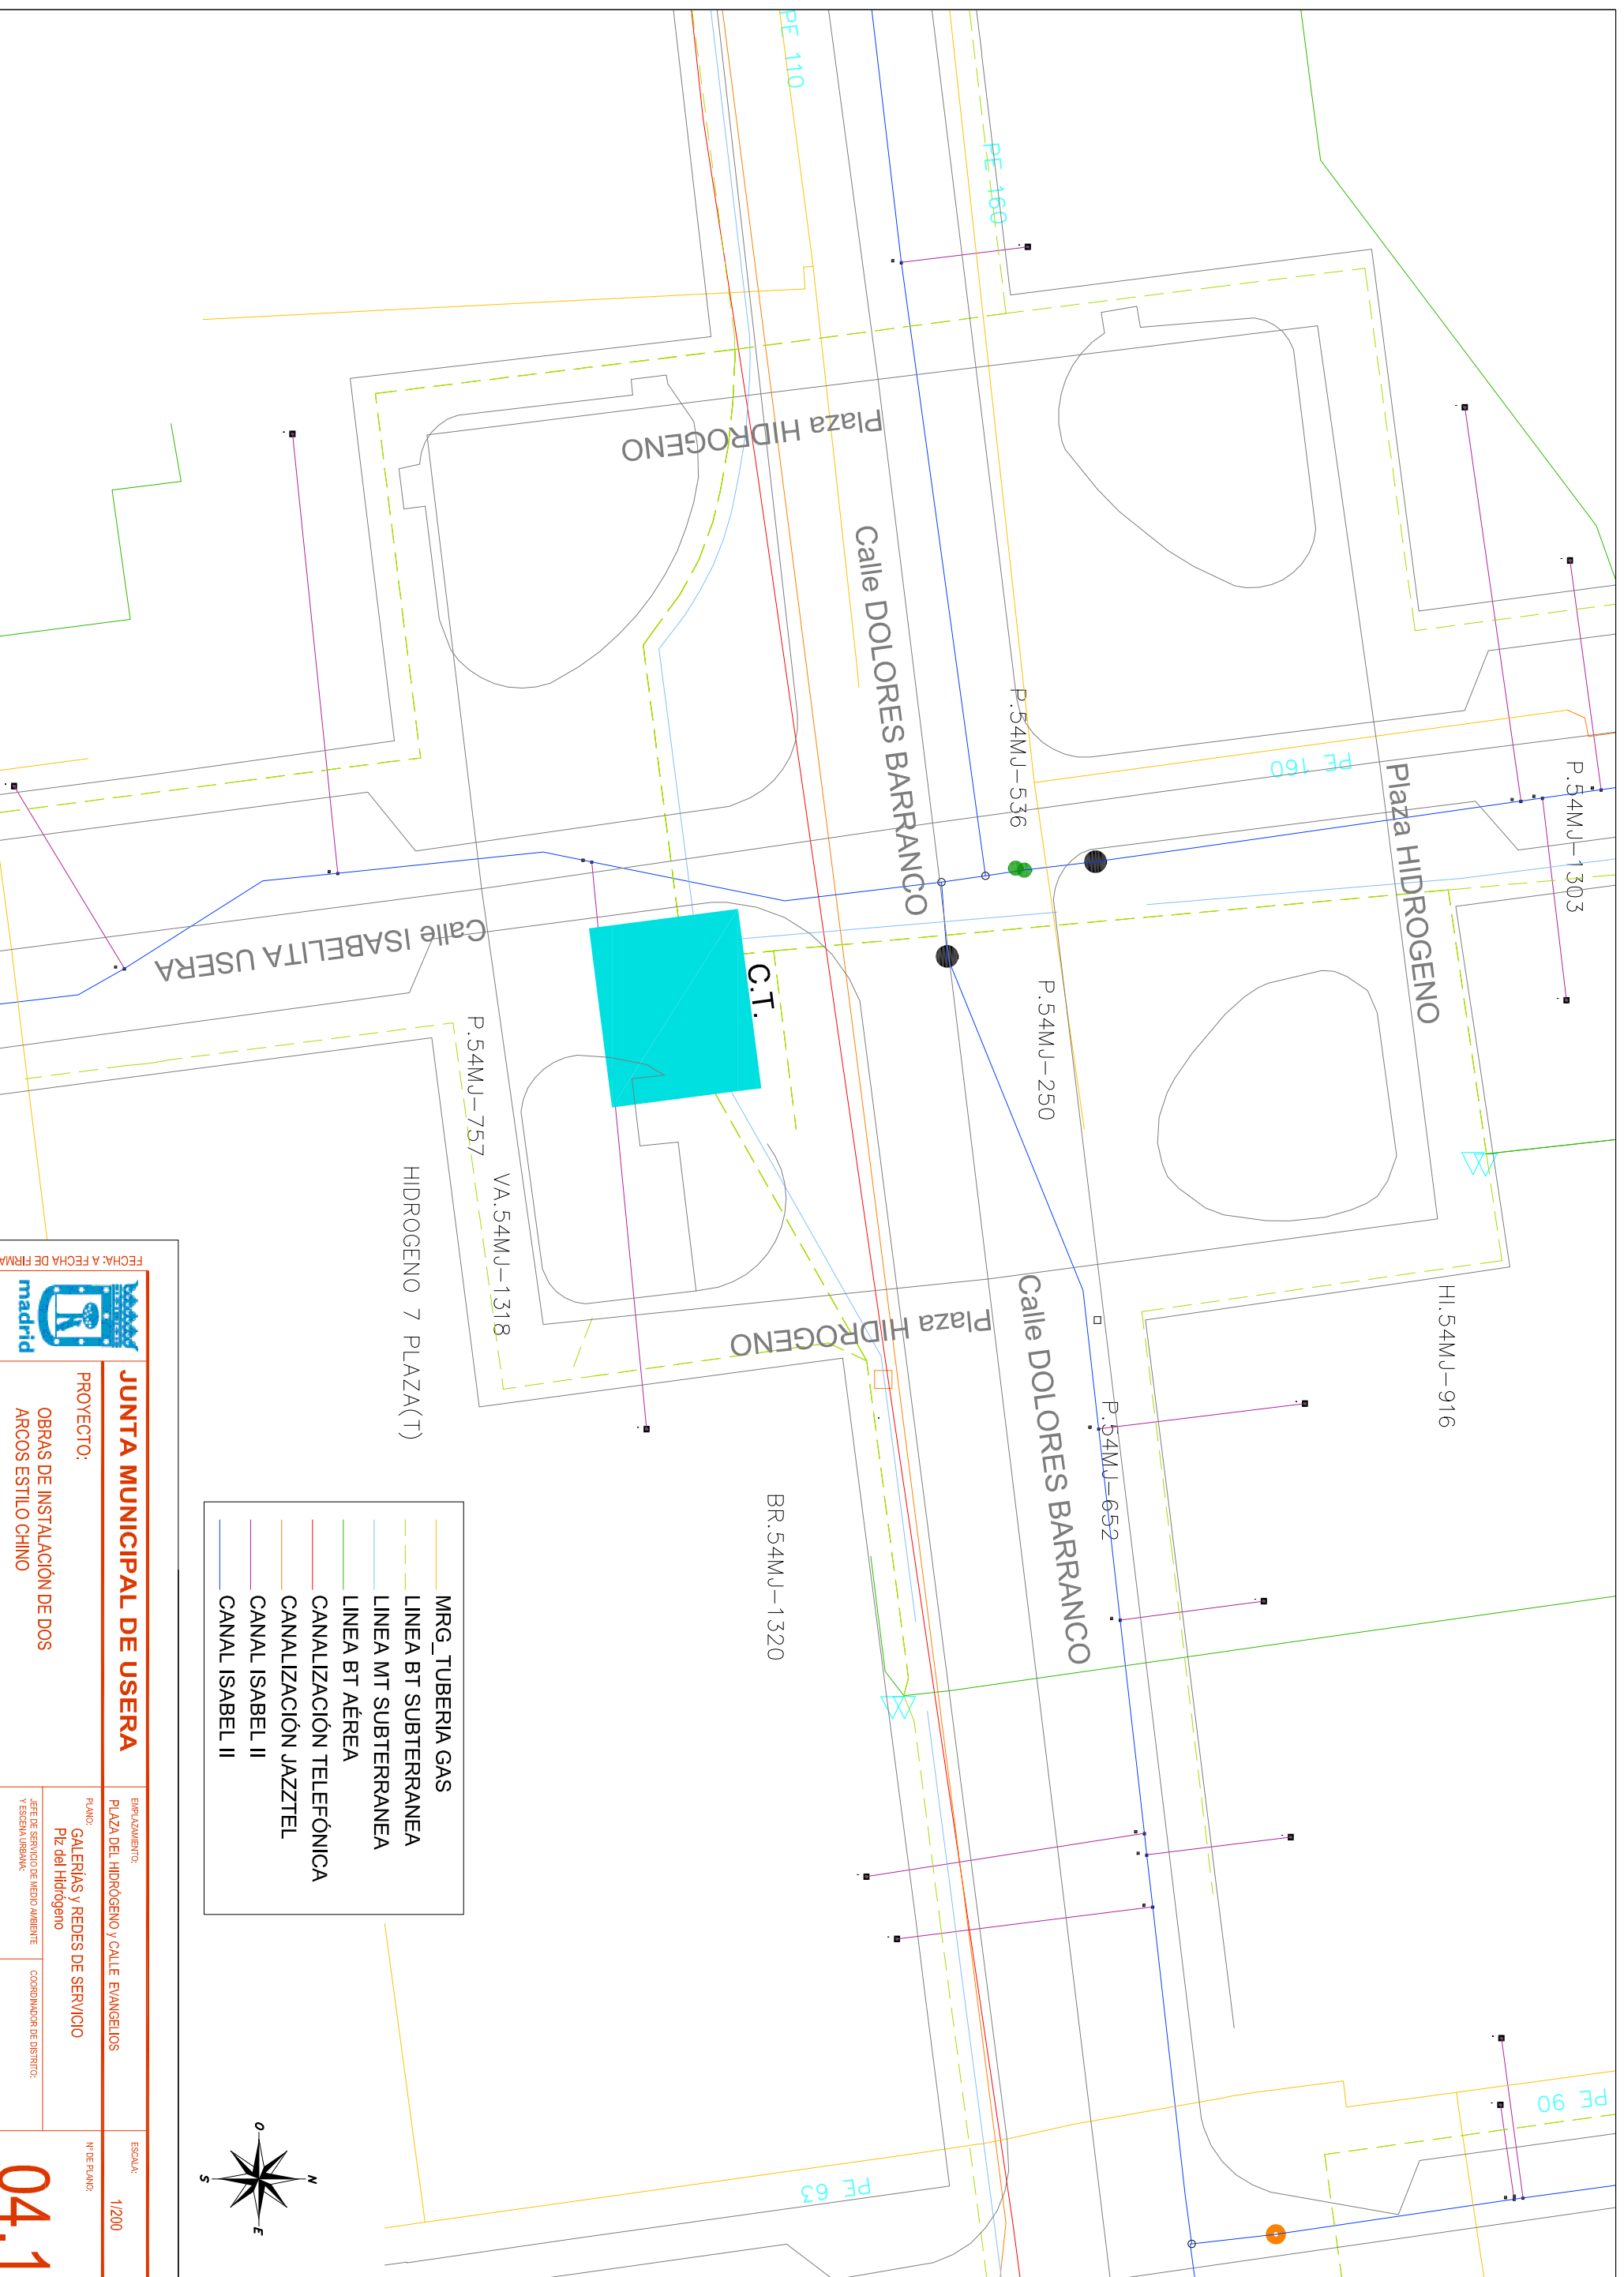 PE 110
PE 160
Plaza HIDROGENO
Calle DOLORES BARRANCO
P.54MJ-536
PE 160
Plaza HIDROGENO
P.54MJ-1303
Calle ISABELITA USERA
C.T.
P.54MJ-250
P.54MJ-757
VA.54MJ-1318
HIDROGENO 7 PLAZA(T)
Plaza HIDROGENO
Calle DOLORES BARRANCO
HI.54MJ-916
P.54MJ-652
BR.54MJ-1320
PE 90
PE 63
MRG_TUBERIA GAS
LINEA BT SUBTERRANEA
LINEA MT SUBTERRANEA
LINEA BT AÉREA
CANALIZACIÓN TELEFÓNICA
CANALIZACIÓN JAZZTEL
CANAL ISABEL II
CANAL ISABEL II
N
O
E
S
FECHA: A FECHA DE FIRMA
madrid
JUNTA MUNICIPAL DE USERA
PROYECTO:
OBRAS DE INSTALACIÓN DE DOS
ARCOS ESTILO CHINO
EMPLAZAMIENTO:
PLAZA DEL HIDRÓGENO y CALLE EVANGELIOS
PLANO:
GALERÍAS y REDES DE SERVICIO
Plz del Hidrógeno
JEFE DE SERVICIO DE MEDIO AMBIENTE
Y ESCENA URBANA:
COORDINADOR DE DISTRITO:
ESCALA:
1/200
Nº DE PLANO:
04.1